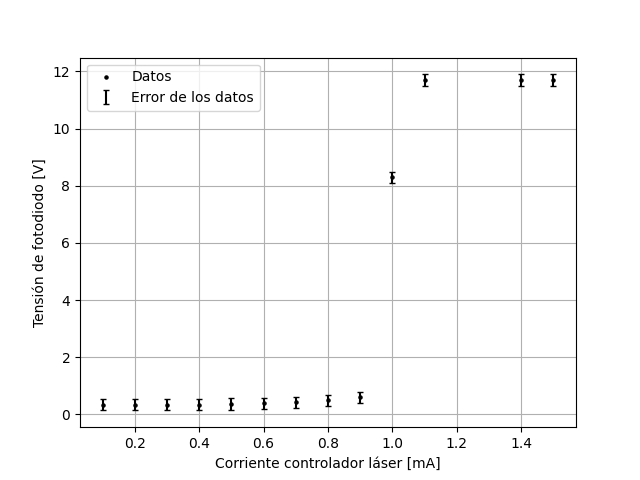 Datos
Error de los datos
12
10
8
6
4
2
0
Tensión de fotodiodo [V]
0.2 0.4 0.6 0.8 1.0 1.2 1.4
Corriente controlador láser [mA]